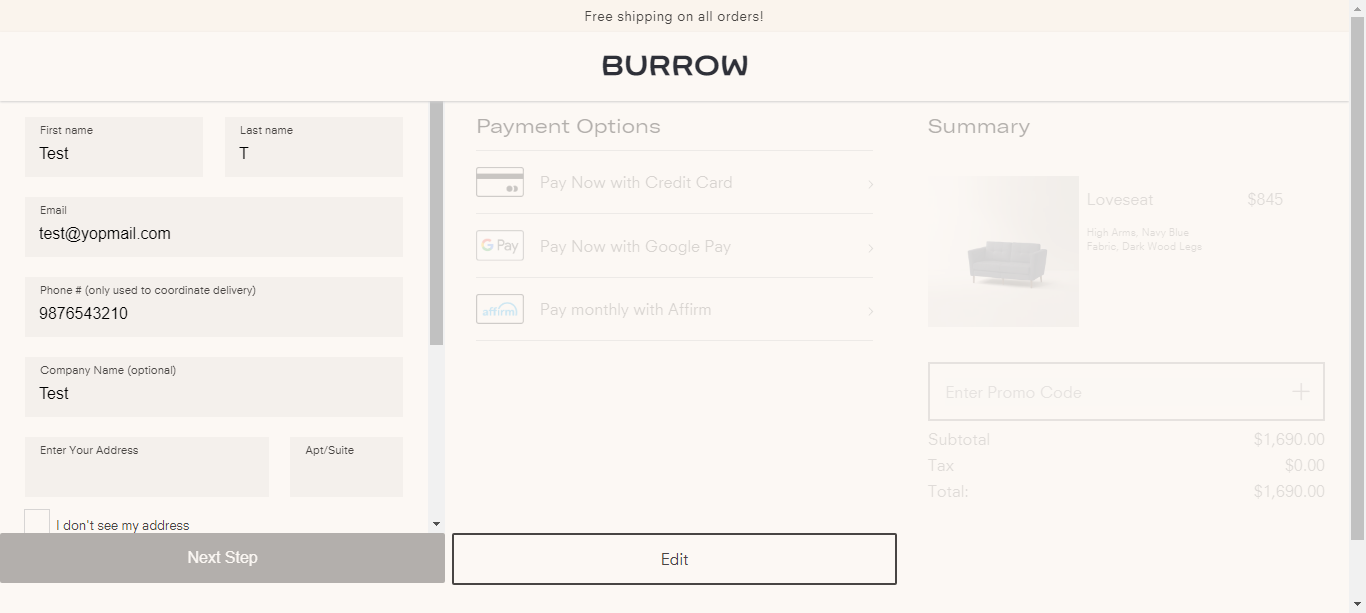 Free shipping on all orders!
BURROW
First name
Test
Last name
T
Email
test@yopmail.com
Phone # (only used to coordinate delivery)
9876543210
Company Name (optional)
Test
Enter Your Address
Apt/Suite
I don't see my address
Next Step
Payment Options
Pay Now with Credit Card
G Pay
Pay Now with Google Pay
affirm
Pay monthly with Affirm
Edit
Summary
Loveseat $845
High Arms, Navy Blue
Fabric, Dark Wood Legs
Enter Promo Code
Subtotal $1,690.00
Tax $0.00
Total: $1,690.00